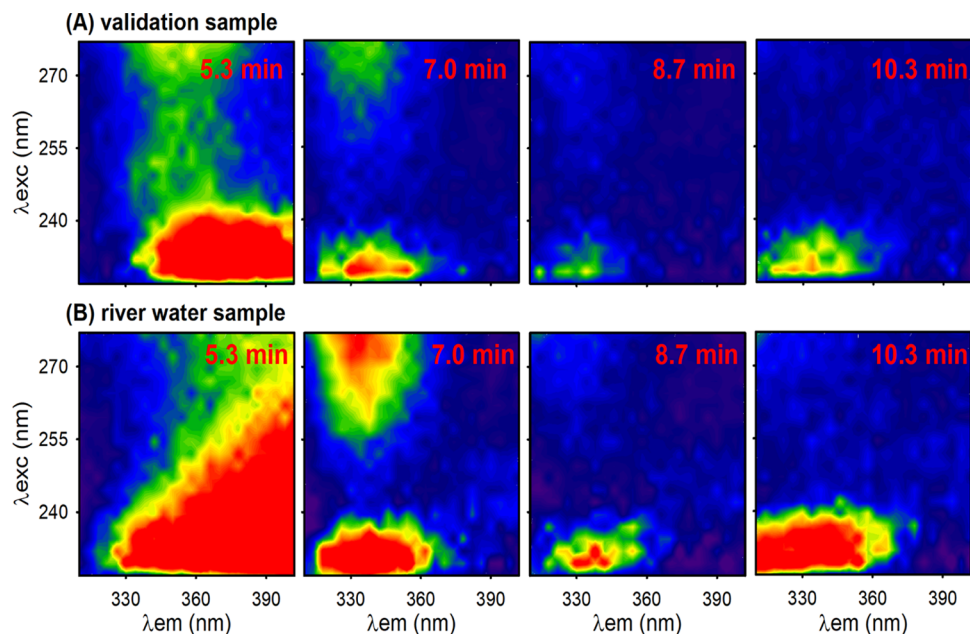 (A) validation sample
5.3 min 7.0 min 8.7 min 10.3 min
270
255
240
λexc (nm)
(B) river water sample
5.3 min 7.0 min 8.7 min 10.3 min
270
255
240
λexc (nm)
330 360 390 330 360 390 330 360 390 330 360 390
λem (nm) λem (nm) λem (nm) λem (nm)